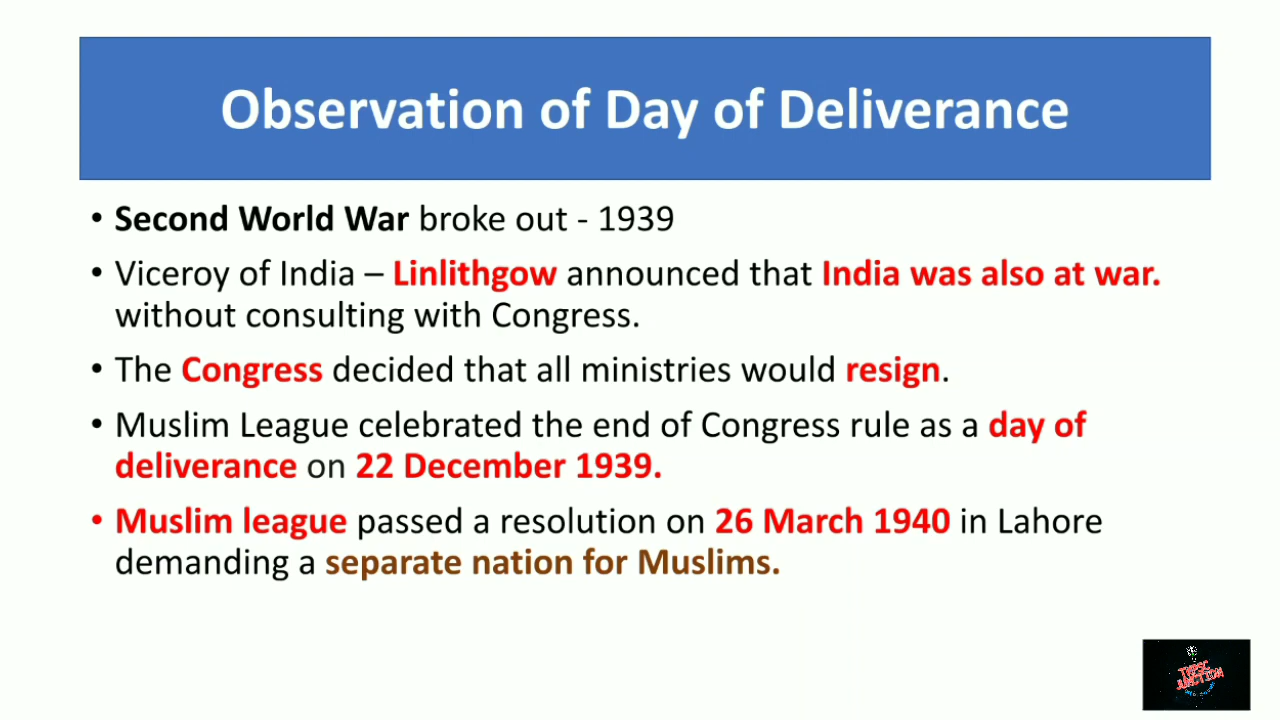 Observation of Day of Deliverance
• Second World War broke out - 1939
• Viceroy of India – Linlithgow announced that India was also at war.
without consulting with Congress.
• The Congress decided that all ministries would resign.
• Muslim League celebrated the end of Congress rule as a day of
deliverance on 22 December 1939.
• Muslim league passed a resolution on 26 March 1940 in Lahore
demanding a separate nation for Muslims.
TNPSC
JUNCTION